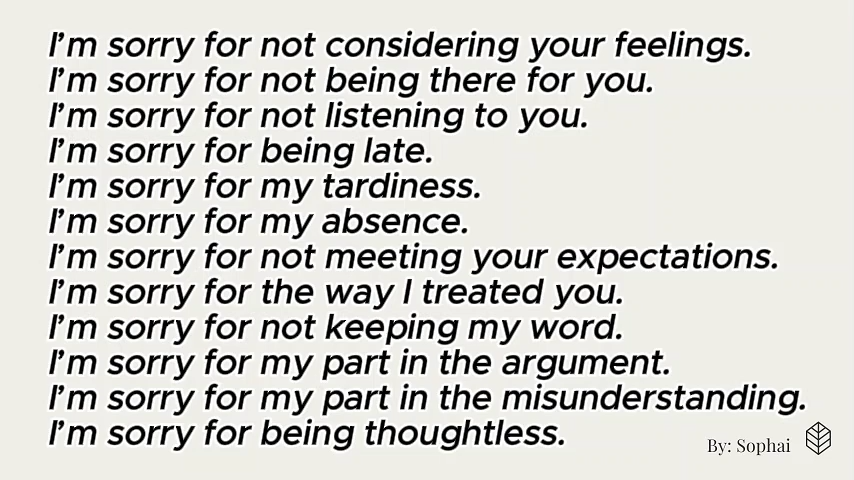 I'm sorry for not considering your feelings.
I'm sorry for not being there for you.
I'm sorry for not listening to you.
I'm sorry for being late.
I'm sorry for my tardiness.
I'm sorry for my absence.
I'm sorry for not meeting your expectations.
I'm sorry for the way I treated you.
I'm sorry for not keeping my word.
I'm sorry for my part in the argument.
I'm sorry for my part in the misunderstanding.
I'm sorry for being thoughtless.
By: Sophai